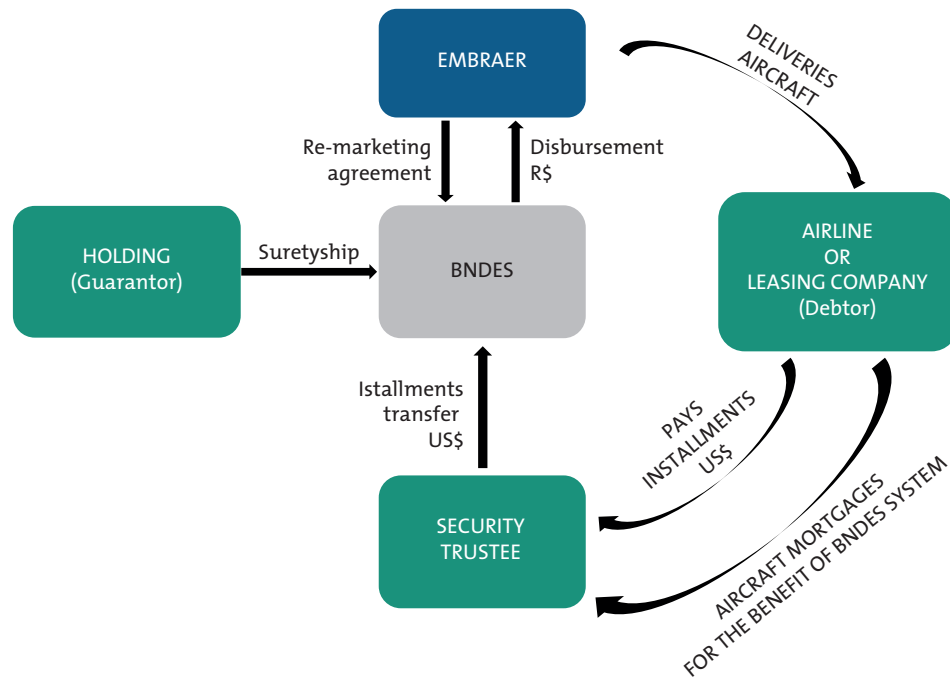 EMBRAER
DELIVERIES
AIRCRAFT
Re-marketing
agreement
Disbursement
R$
HOLDING
(Guarantor)
Suretyship
BNDES
AIRLINE
OR
LEASING COMPANY
(Debtor)
Istallments
transfer
US$
PAYS
INSTALLMENTS
US$
SECURITY
TRUSTEE
AIRCRAFT MORTGAGES
FOR THE BENEFIT OF BNDES SYSTEM